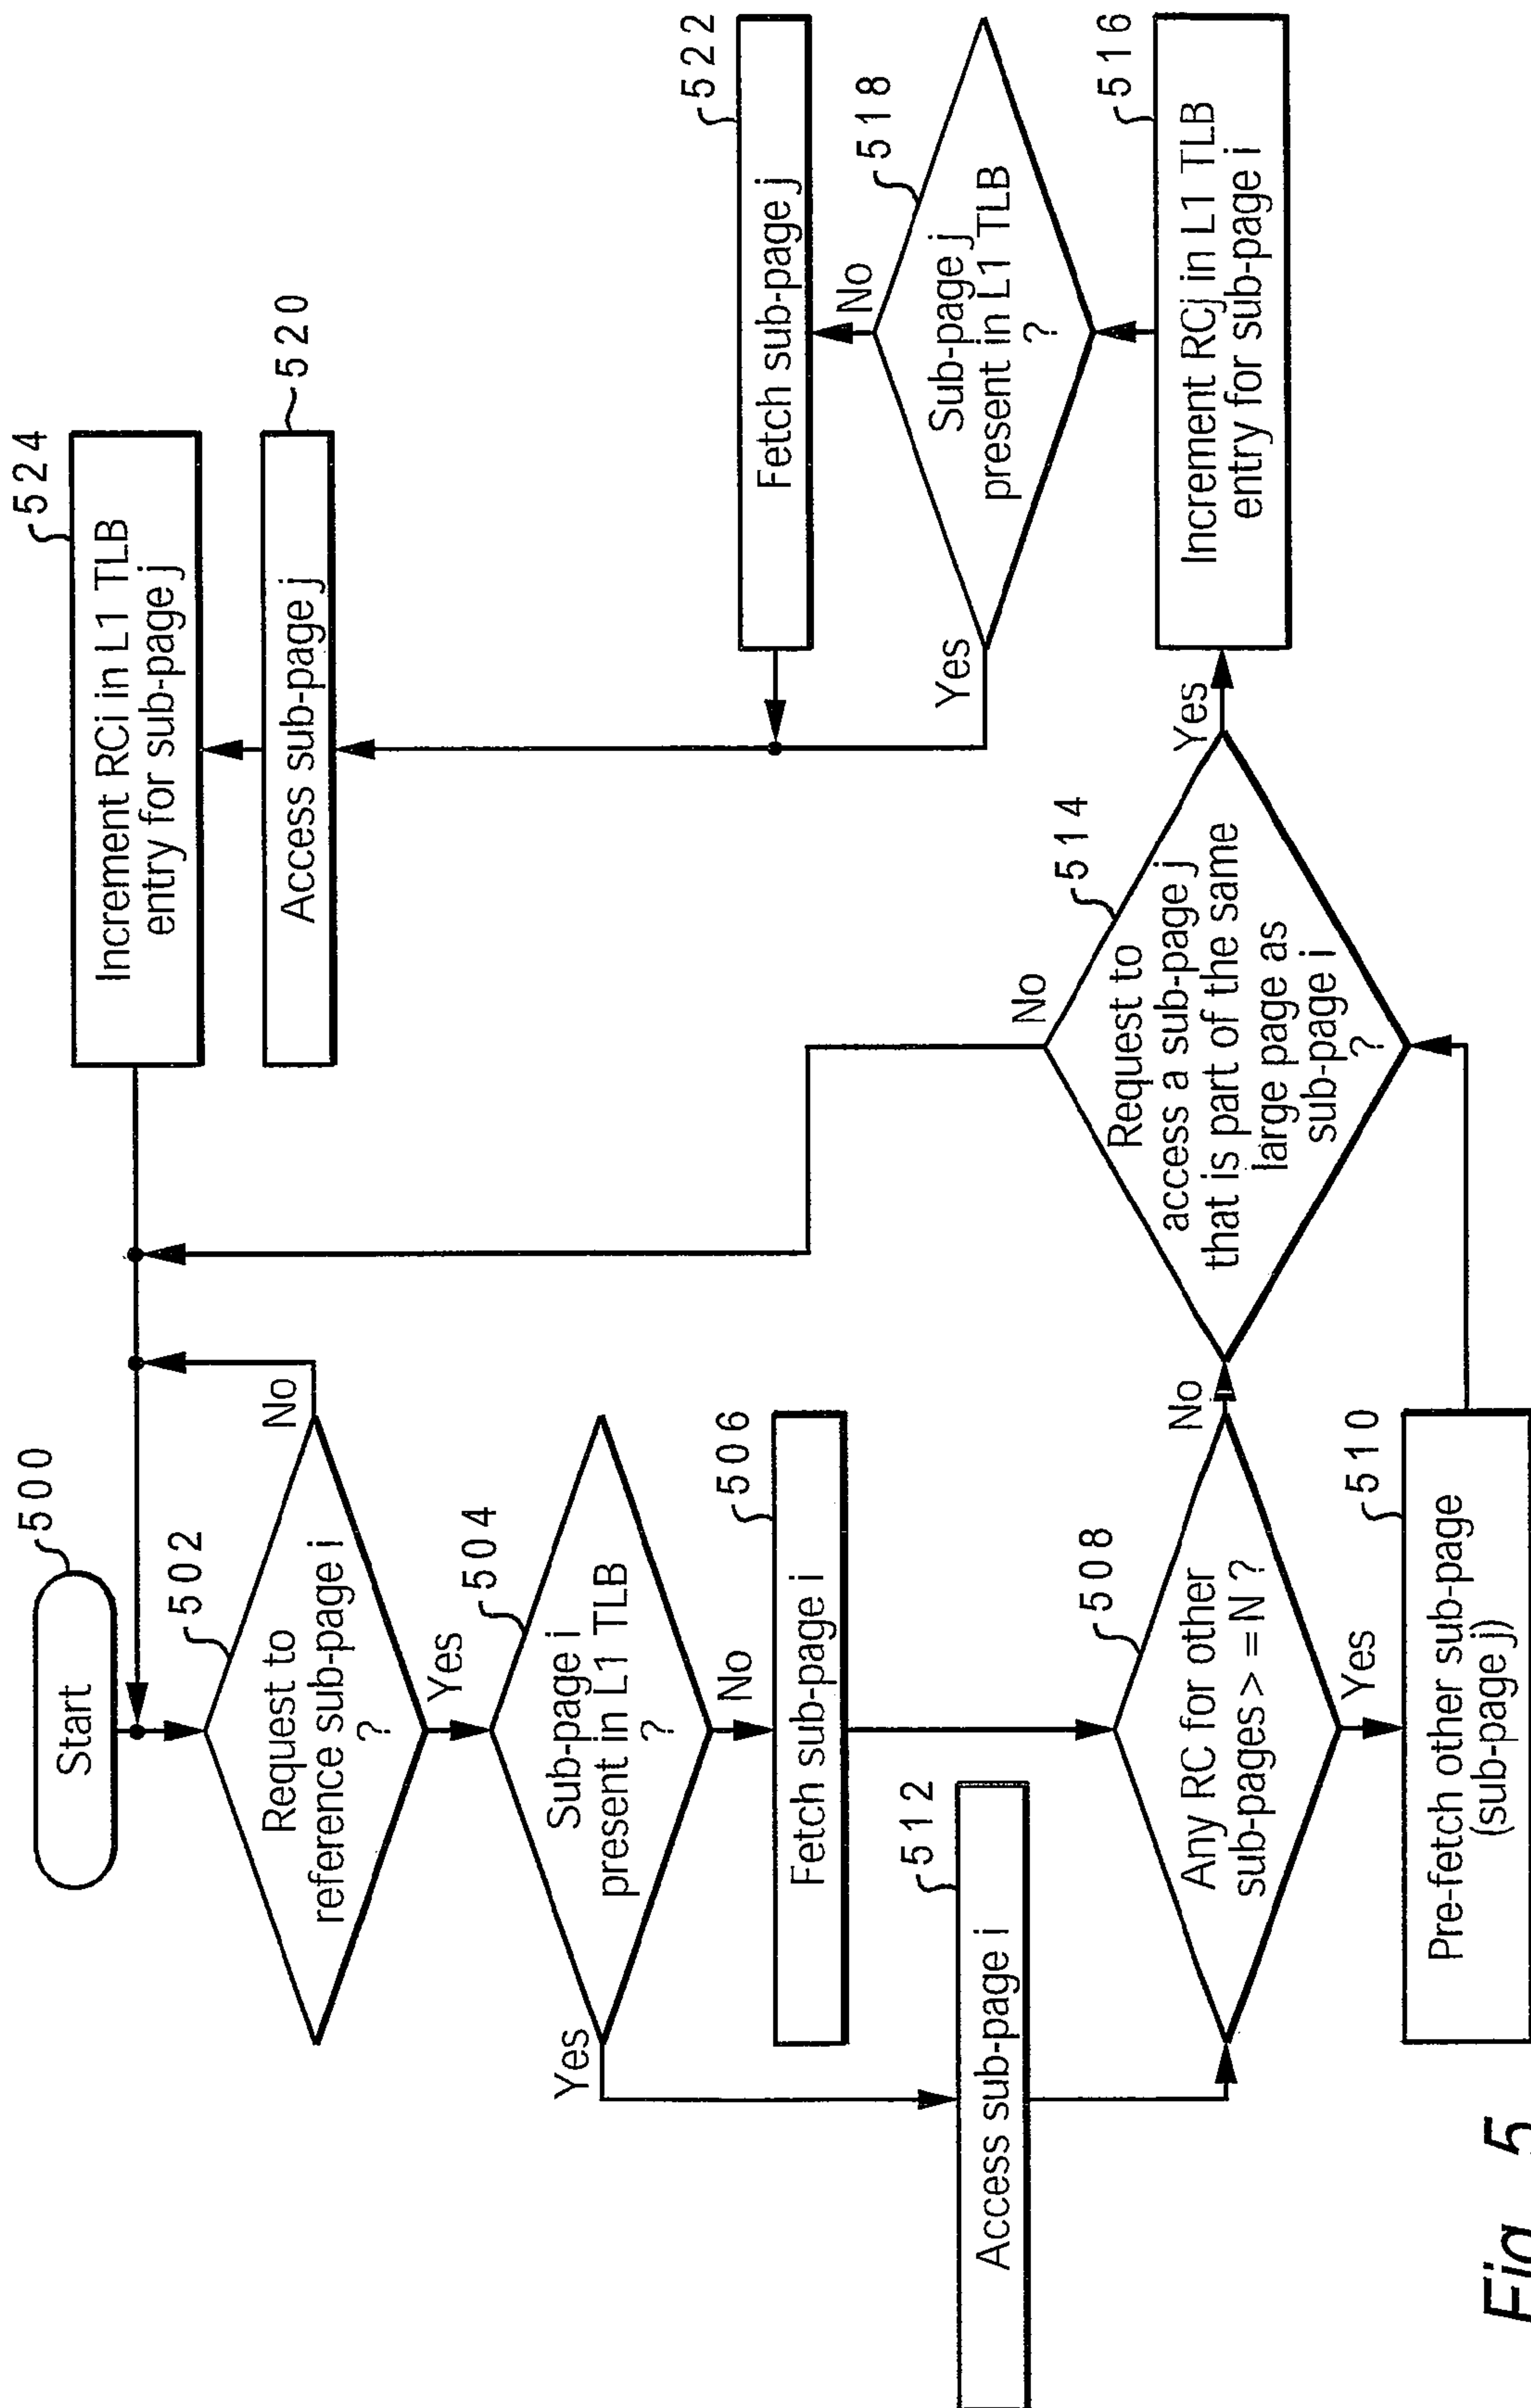 Start
500
Request to
reference sub-page i
?
502
No
Yes
Sub-page i
present in L1 TLB
?
504
Yes
No
Fetch sub-page i
506
Access sub-page i
512
Any RC for other
sub-pages > = N ?
508
No
Yes
Pre-fetch other sub-page
(sub-page j)
510
Request to
access a sub-page j
that is part of the same
large page as
sub-page i
?
514
No
Yes
Increment RCj in L1 TLB
entry for sub-page i
516
Sub-page j
present in L1 TLB
?
518
Yes
No
Fetch sub-page j
522
Access sub-page j
520
Increment RCi in L1 TLB
entry for sub-page j
524
Fig. 5